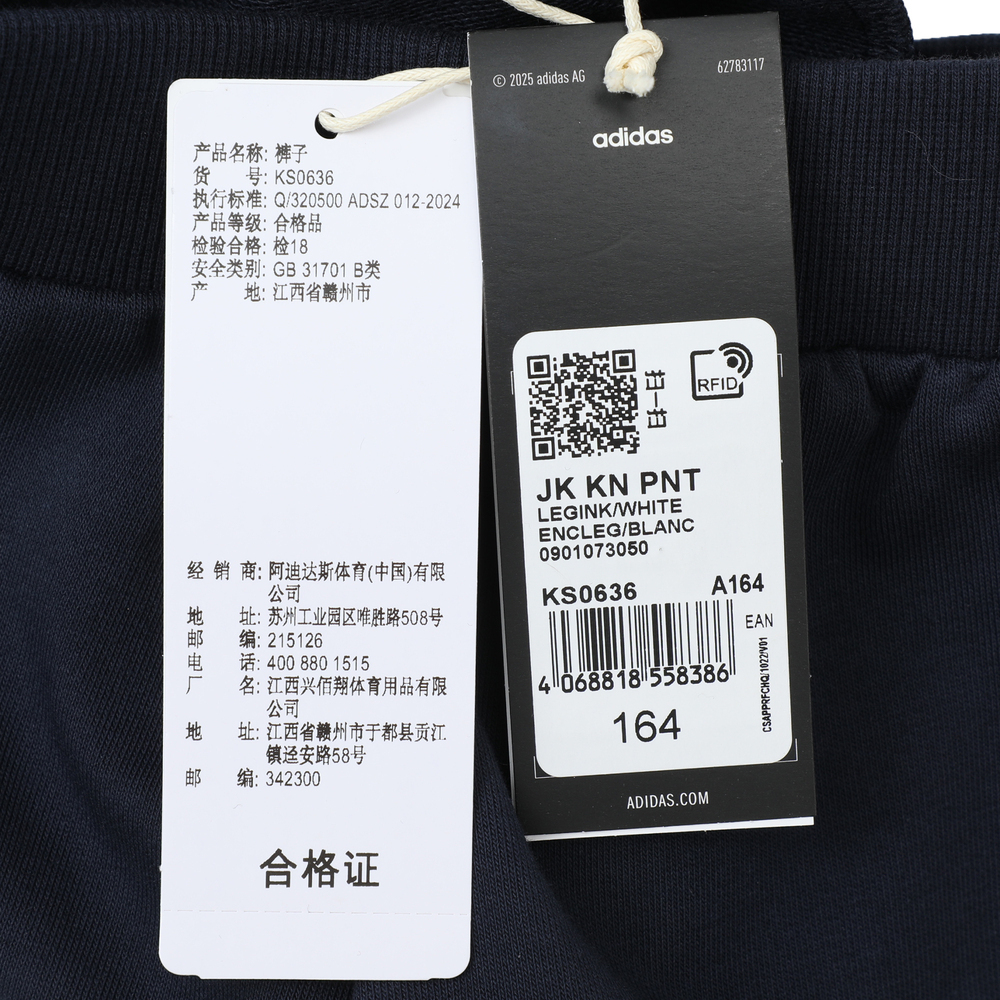 产品名称: 裤子
货 号: KS0636
执行标准: Q/320500 ADSZ 012-2024
产品等级: 合格品
检验合格: 检18
安全类别: GB 31701 B类
产 地: 江西省赣州市
经 销 商: 阿迪达斯体育(中国)有限
公司
地 址: 苏州工业园区唯胜路508号
邮 编: 215126
电 话: 400 880 1515
厂 名: 江西兴佰翔体育用品有限
公司
地 址: 江西省赣州市于都县贡江
镇迳安路58号
邮 编: 342300
合格证
© 2025 adidas AG
62783117
adidas
扫一扫
RFID
JK KN PNT
LEGINK/WHITE
ENCLEG/BLANC
0901073050
KS0636 A164
EAN
4 068818 558386
CSAPPRFCHQ/1022/V01
164
ADIDAS.COM